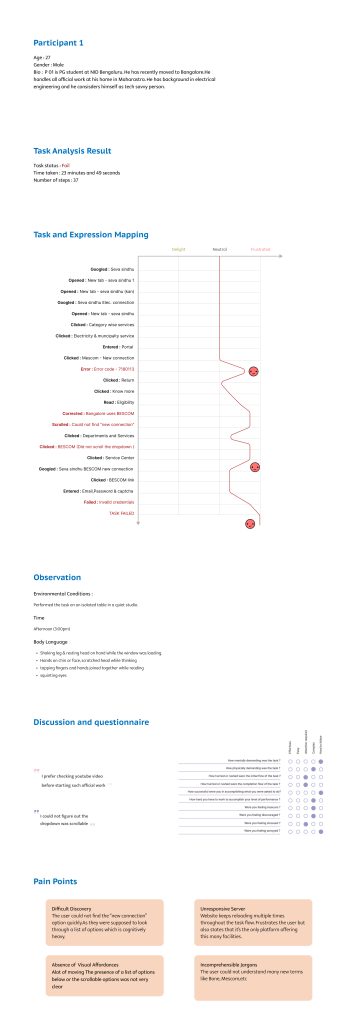 Participant 1
Age : 27
Gender : Male
Bio : P 01 is PG student at NID Bengaluru. He has recently moved to Bangalore.He
handles all official work at his home in Maharastra. He has background in electrical
engineering and he consisders himself as tech savvy person.
Task Analysis Result
Task status - Fail
Time taken : 23 minutes and 49 seconds
Number of steps : 37
Task and Expression Mapping
Delight
Neutral
Frustrated
Googled : Seva sindhu
Opened : New tab - seva sindhu 1
Opened : New tab - seva sindhu (kan)
Googled : Seva sindhu Elec. connection
Opened : New tab - seva sindhu
Clicked : Category wise services
Clicked : Electricity & municipality service
Entered : Portal
Clicked : Mescom - New connection
Error : Error code - 7100113
Clicked : Return
Clicked : Know more
Read : Eligibility
Corrected : Bangalore uses BESCOM
Scrolled : Could not find "new connection"
Clicked : Departments and Services
Clicked : BESCOM (Did not scroll the dropdown )
Clicked : Service Center
Googled : Seva sindhu BESCOM new connection
Clicked : BESCOM link
Entered : Email,Password & captcha
Failed : Invalid credentials
TASK FAILED
Observation
Environmental Conditions :
Performed the task on an isolated table in a quiet studio.
Time
Afternoon (3:00pm)
Body Language
• Shaking leg & resting head on hand while the window was loading
• Hands on chin or face,scratched head while thinking
• tapping fingers and hands joined together while reading
• squinting eyes
Discussion and questionnaire
I prefer checking youtube video
before starting such official work
I could not figure out the
dropdown was scrollable
How mentally demanding was the task ?
How physically demanding was the task ?
How hurried or rushed were the initial flow of the task ?
How hurried or rushed were the completion flow of the task ?
How successful were you in accomplishing what you were asked to do?
How hard you have to work to accomplish your level of performance ?
Were you feeling insecure ?
Were you feeling discouraged ?
Were you feeling stressed ?
Were you feeling annoyed ?
Pain Points
Difficult Discovery
The user could not find the "new connection"
option quickly.As they were supposed to look
through a list of options which is cognitively
heavy.
Unresponsive Server
Website keeps reloading multiple times
throughout the task flow.Frustrates the user but
also states that it's the only platform offering
this many facilities.
Absence of Visual Affordances
Alot of moving The presence of a list of options
below or the scrollable options was not very
clear
Incomprehensible Jargons
The user could not understand many new terms
like Bone, Mescom,etc